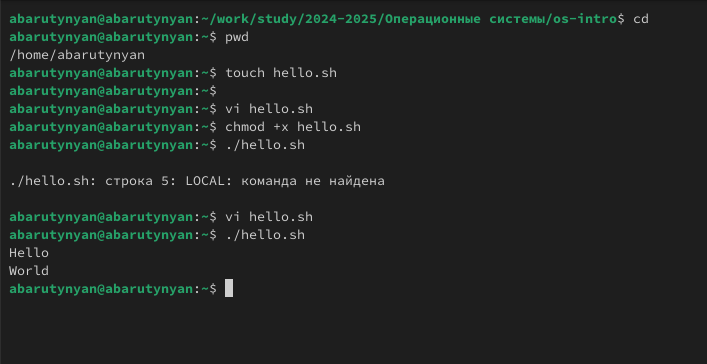 abarutynyan@abarutynyan:~/work/study/2024-2025/Операционные системы/os-intro$ cd
abarutynyan@abarutynyan:~$ pwd
/home/abarutynyan
abarutynyan@abarutynyan:~$ touch hello.sh
abarutynyan@abarutynyan:~$
abarutynyan@abarutynyan:~$ vi hello.sh
abarutynyan@abarutynyan:~$ chmod +x hello.sh
abarutynyan@abarutynyan:~$ ./hello.sh
./hello.sh: строка 5: LOCAL: команда не найдена
abarutynyan@abarutynyan:~$ vi hello.sh
abarutynyan@abarutynyan:~$ ./hello.sh
Hello
World
abarutynyan@abarutynyan:~$